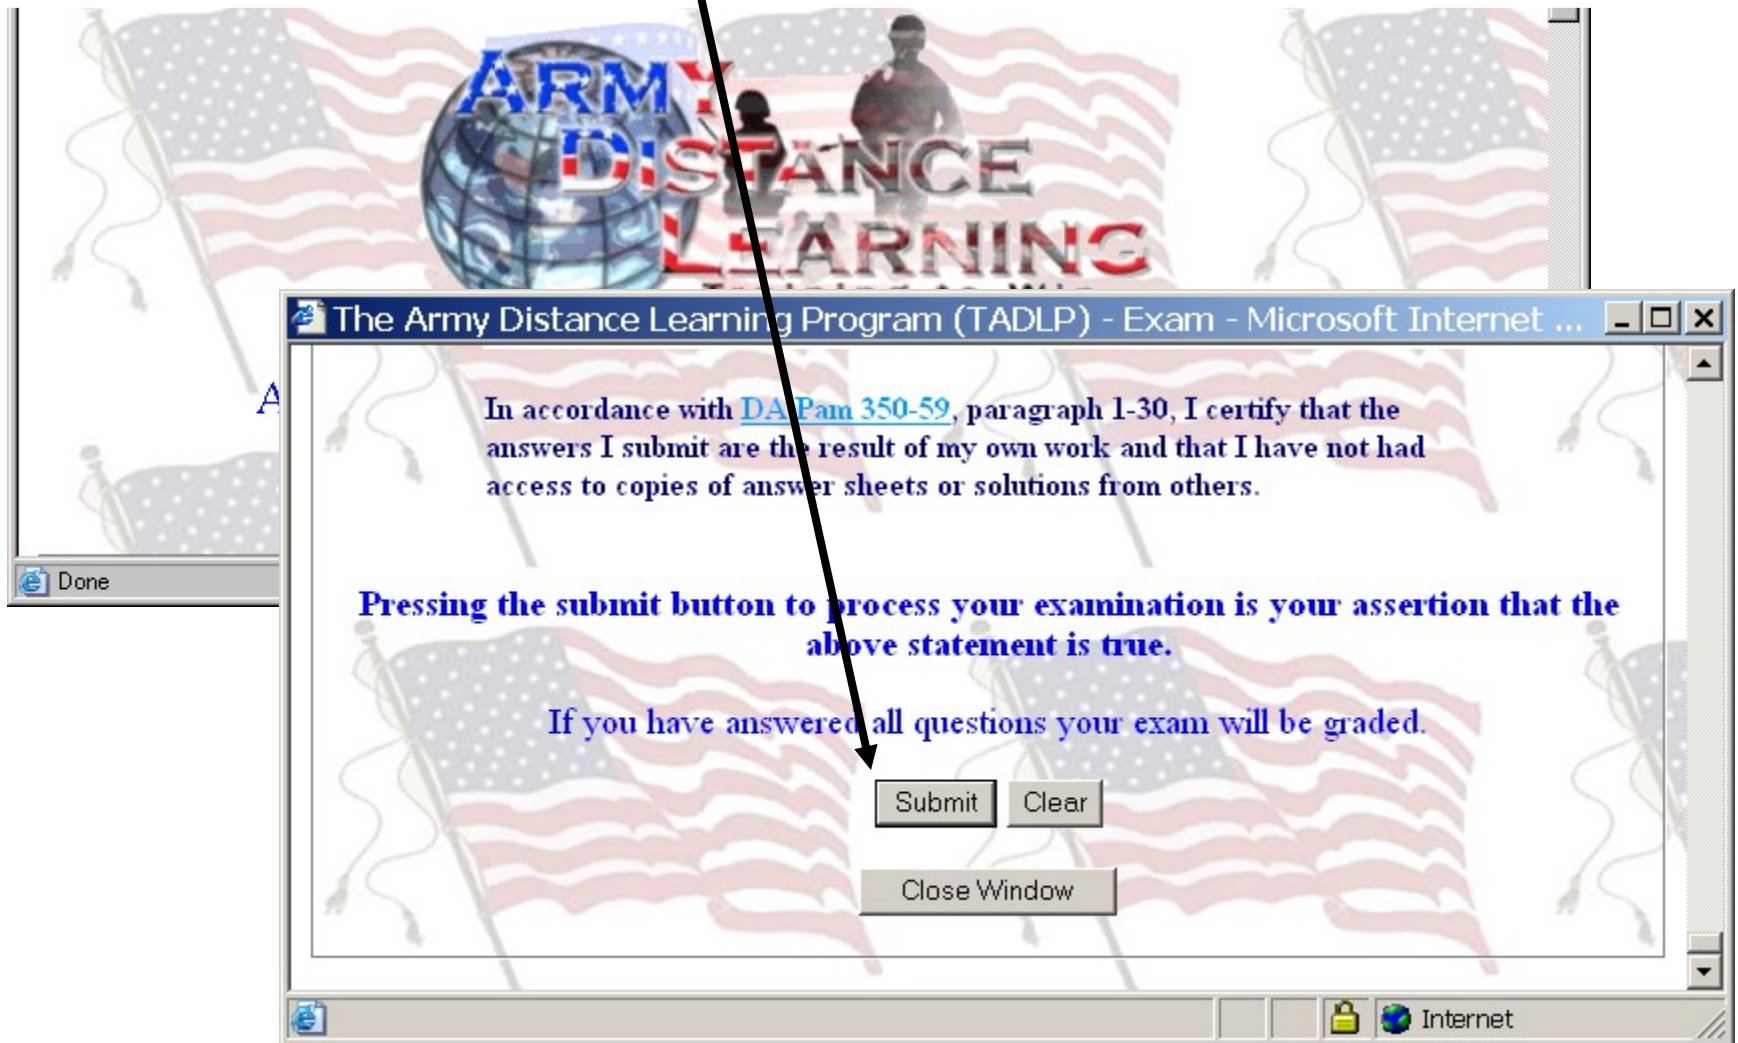 ARMY
DISTANCE
LEARNING
Training to Win
A
Done
The Army Distance Learning Program (TADLP) - Exam - Microsoft Internet ...
In accordance with DA Pam 350-59, paragraph 1-30, I certify that the
answers I submit are the result of my own work and that I have not had
access to copies of answer sheets or solutions from others.
Pressing the submit button to process your examination is your assertion that the
above statement is true.
If you have answered all questions your exam will be graded.
Submit Clear
Close Window
Internet